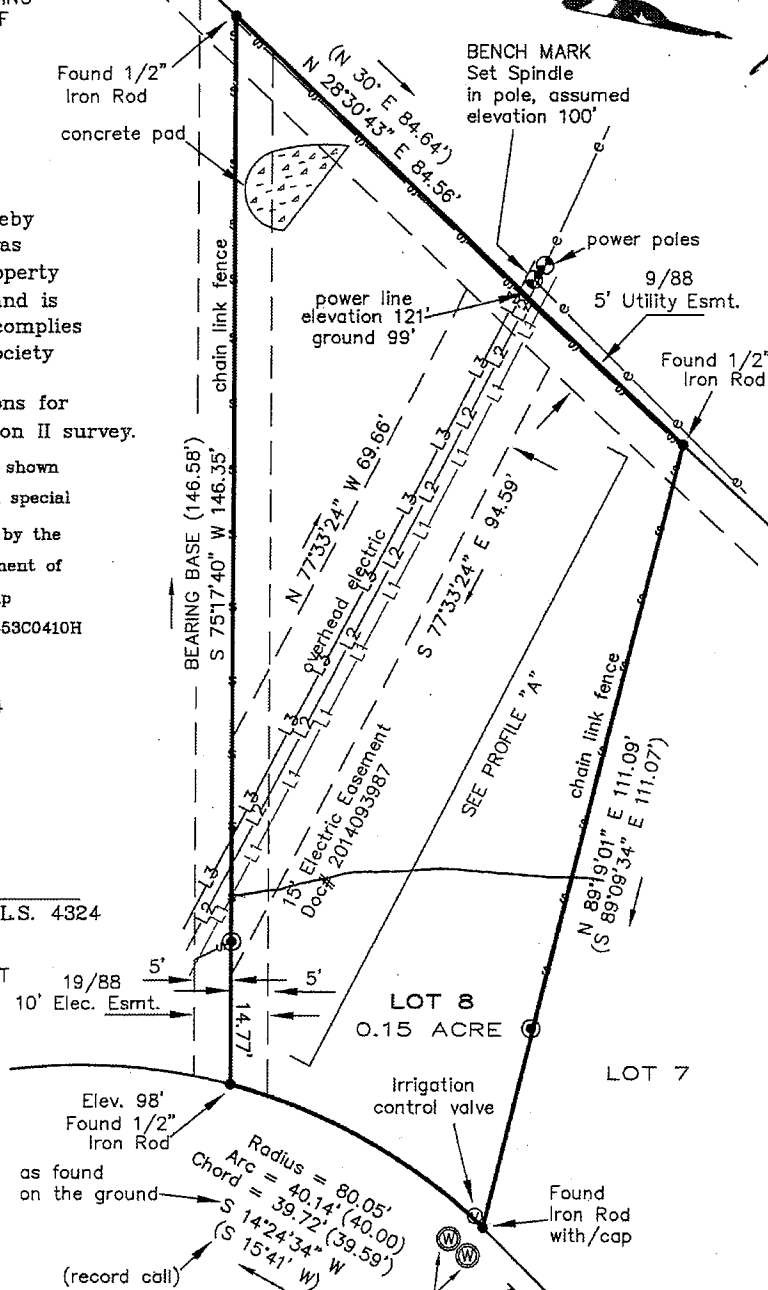 Found 1/2"
Iron Rod
concrete pad
(N 30° E 84.64')
N 28°30'43" E 84.56'
BENCH MARK
Set Spindle
in pole, assumed
elevation 100'
power poles
9/88
5' Utility Esmt.
power line
elevation 121'
ground 99'
Found 1/2"
Iron Rod
eby
as
operty
and is
complies
ociety
ons for
on II survey.
shown
special
by the
ment of
p
53C0410H
chain link fence
BEARING BASE (146.58')
S 75°17'40" W 146.35'
N 77°33'24" W 69.66'
overhead electric
L3
L2
L1
S 77°33'24" E 94.59'
15' Electric Easement
Doc# 2014093987
SEE PROFILE "A"
chain link fence
N 89°19'01" E 111.09'
(S 89°09'34" E 111.07')
L.S. 4324
T
19/88
10' Elec. Esmt.
5'
5'
14.77'
LOT 8
0.15 ACRE
LOT 7
Elev. 98'
Found 1/2"
Iron Rod
Irrigation
control valve
as found
on the ground
Radius = 80.05'
Arc = 40.14' (40.00)
Chord = 39.72' (39.59')
S 14°24'34" W
(S 15°41' W)
(record call)
Found
Iron Rod
with/cap
V
W
W